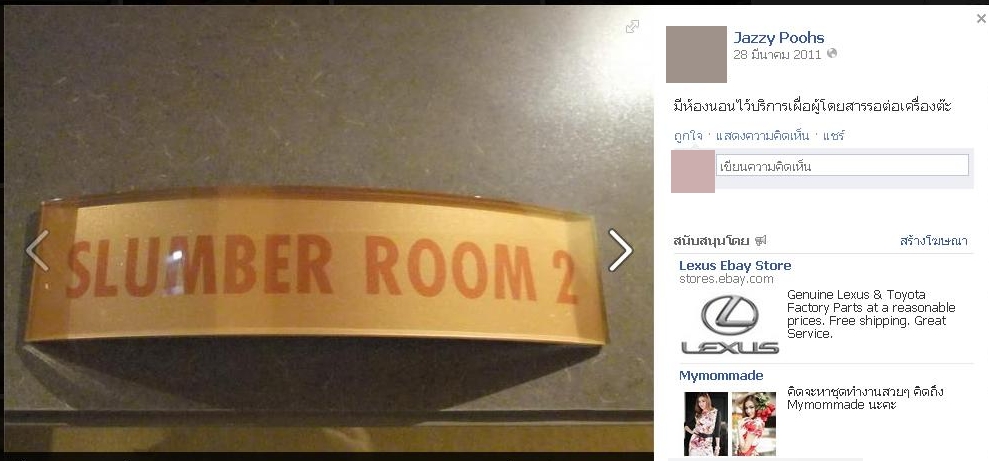 SLUMBER ROOM 2
Jazzy Poohs
28 มีนาคม 2011
มีห้องนอนไว้บริการเผื่อผู้โดยสารรอต่อเครื่องต๊ะ
ถูกใจ · แสดงความคิดเห็น · แชร์
เขียนความคิดเห็น
สนับสนุนโดย
สร้างโฆษณา
Lexus Ebay Store
stores.ebay.com
Genuine Lexus & Toyota
Factory Parts at a reasonable
prices. Free shipping. Great
Service.
LEXUS
Mymommade
คิดจะหาชุดทำงานสวยๆ คิดถึง
Mymommade นะคะ